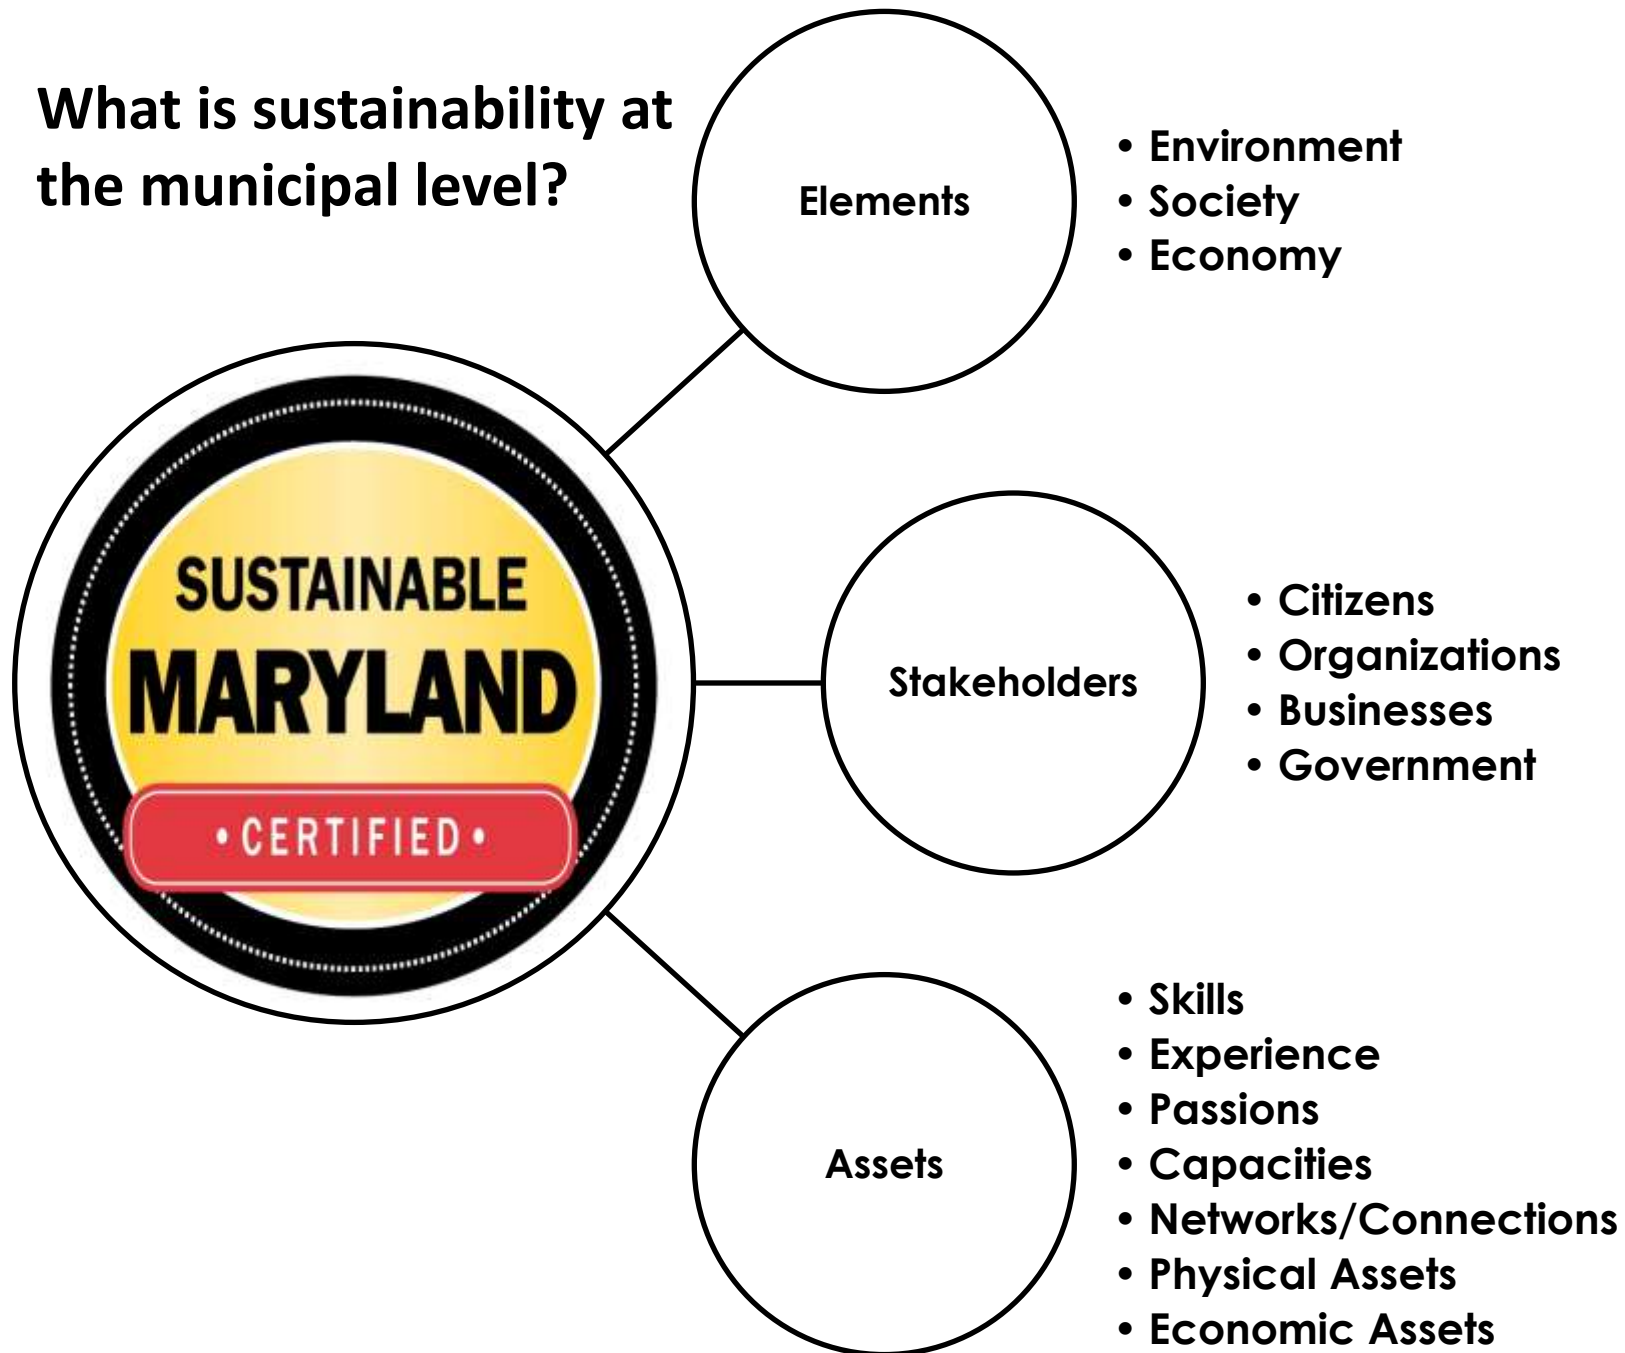 What is sustainability at
the municipal level?
Elements
• Environment
• Society
• Economy
SUSTAINABLE
MARYLAND
• CERTIFIED •
Stakeholders
• Citizens
• Organizations
• Businesses
• Government
Assets
• Skills
• Experience
• Passions
• Capacities
• Networks/Connections
• Physical Assets
• Economic Assets